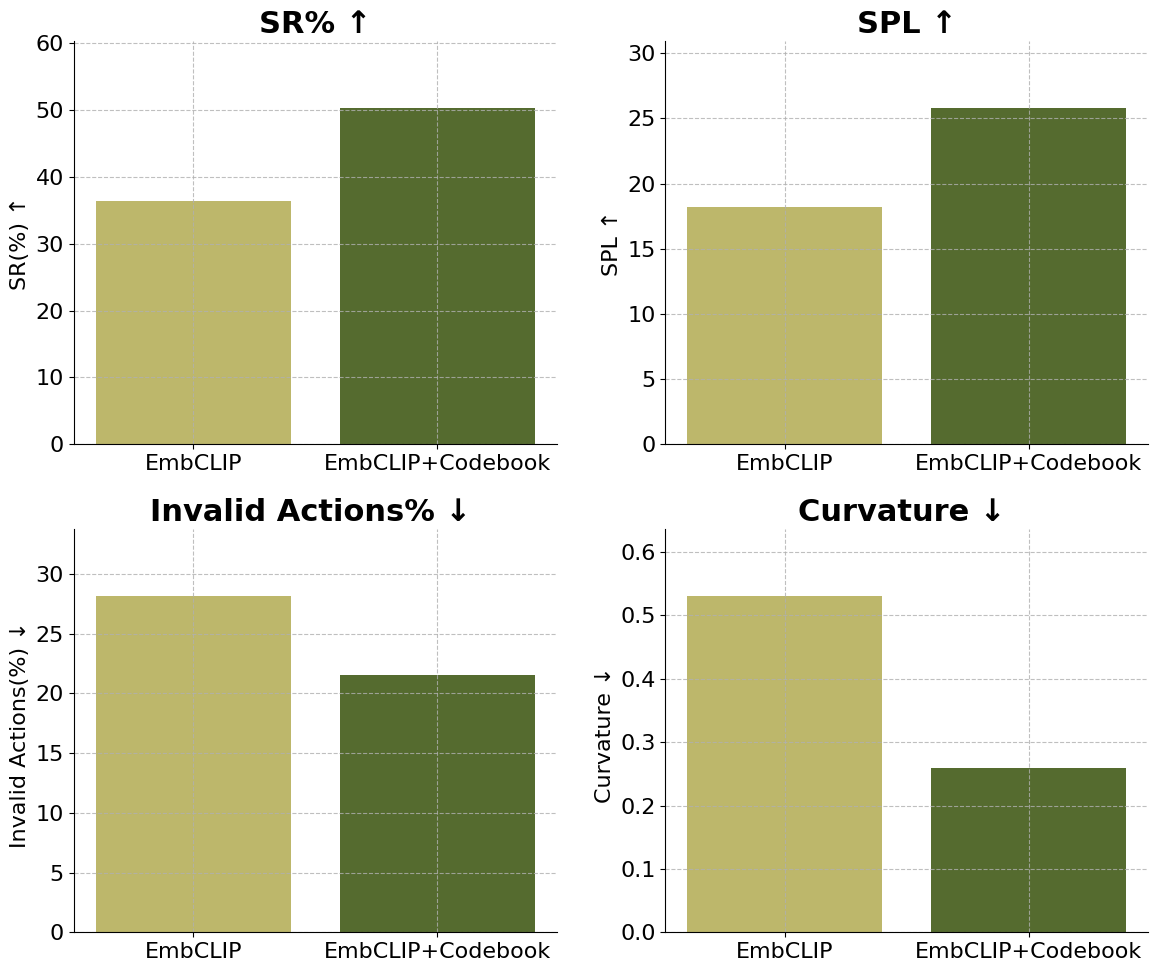 SR% ↑
SR(%) ↑
60
50
40
30
20
10
0
EmbCLIP
EmbCLIP+Codebook
SPL ↑
SPL ↑
30
25
20
15
10
5
0
EmbCLIP
EmbCLIP+Codebook
Invalid Actions% ↓
Invalid Actions(%) ↓
30
25
20
15
10
5
0
EmbCLIP
EmbCLIP+Codebook
Curvature ↓
Curvature ↓
0.6
0.5
0.4
0.3
0.2
0.1
0.0
EmbCLIP
EmbCLIP+Codebook